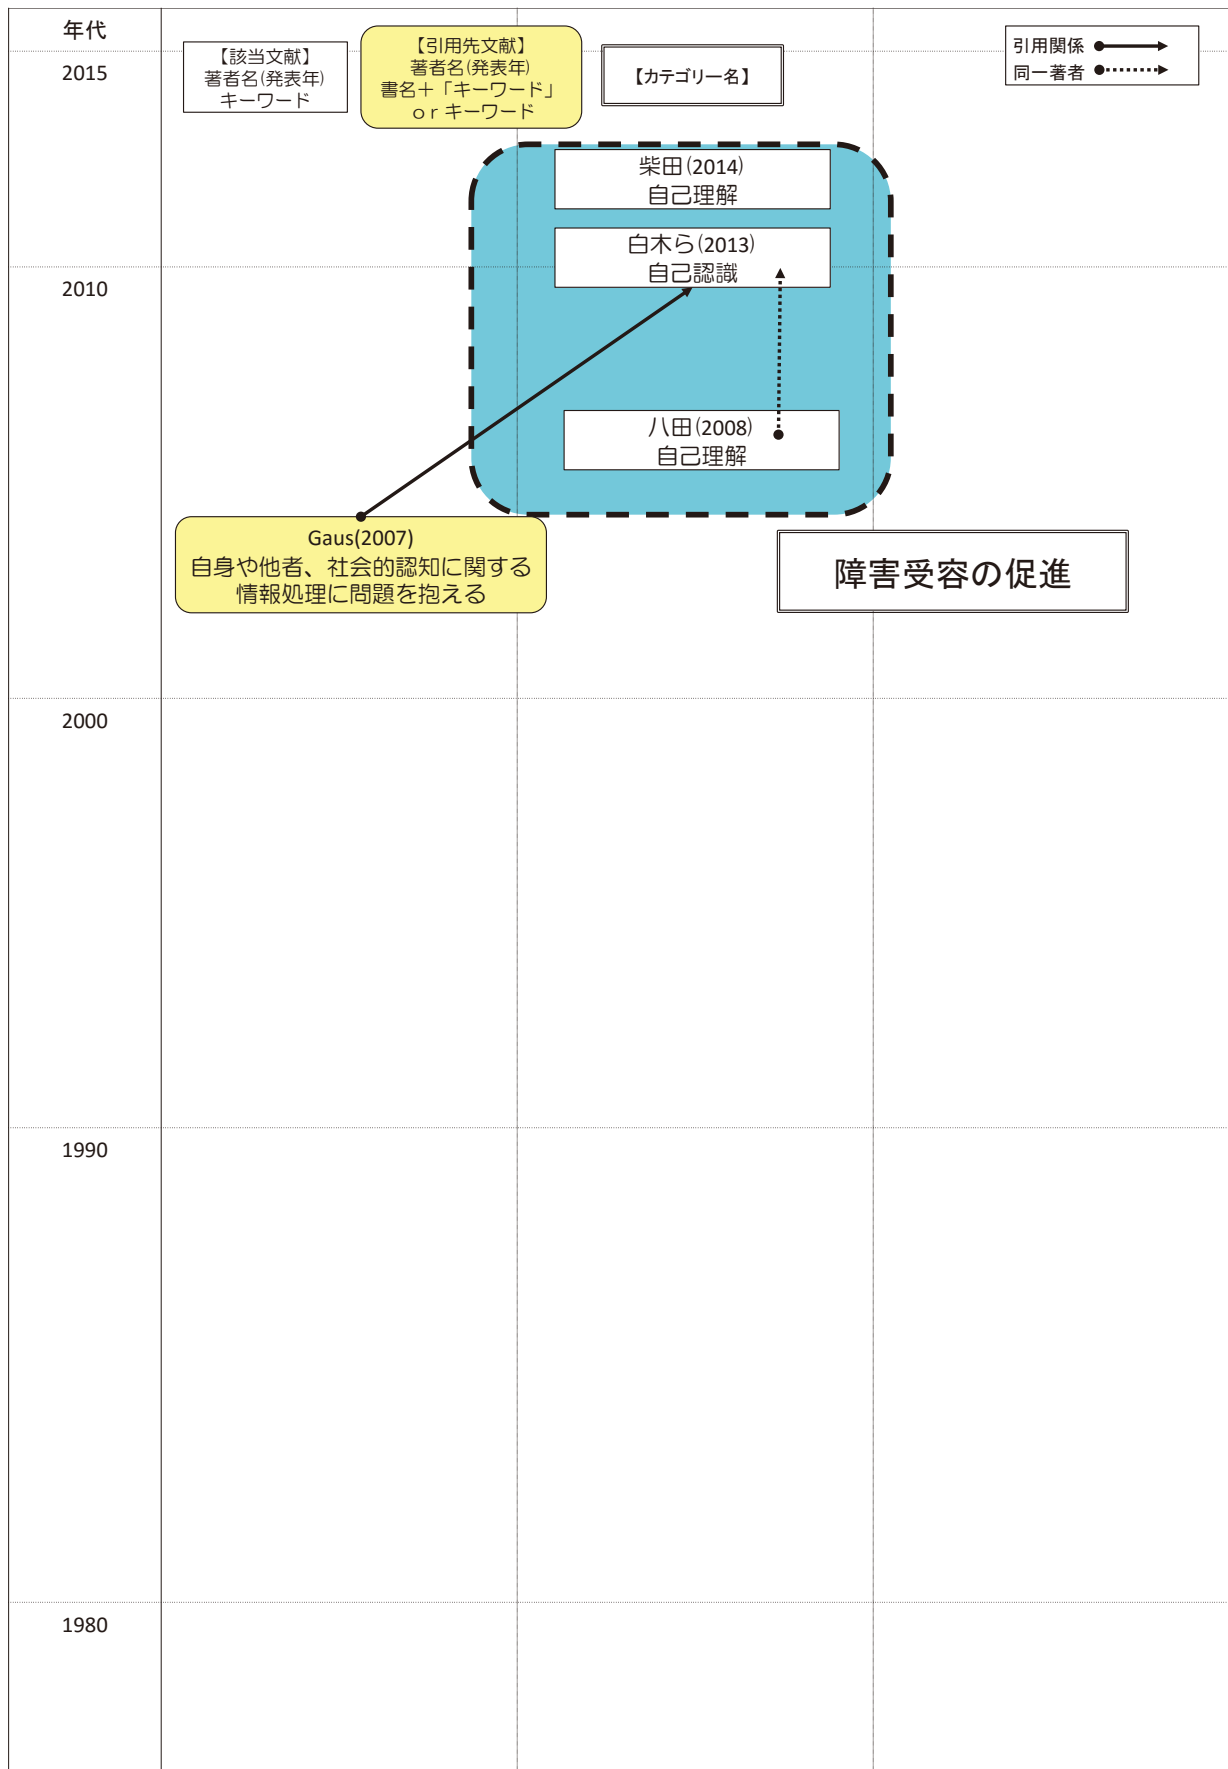 年代
2015
【該当文献】
著者名(発表年)
キーワード
【引用先文献】
著者名(発表年)
書名＋「キーワード」
ｏｒキーワード
【カテゴリー名】
引用関係
同一著者
柴田(2014)
自己理解
白木ら(2013)
自己認識
2010
八田(2008)
自己理解
Gaus(2007)
自身や他者、社会的認知に関する
情報処理に問題を抱える
障害受容の促進
2000
1990
1980